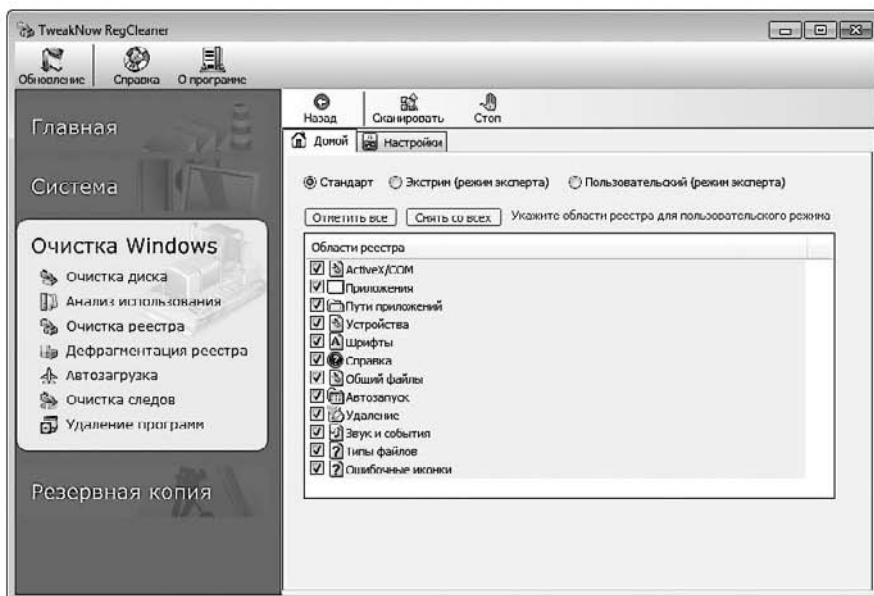 TweakNow RegCleaner
Обновление Справка О программе
Главная
Система
Очистка Windows
Очистка диска
Анализ использования
Очистка реестра
Дефрагментация реестра
Автозагрузка
Очистка следов
Удаление программ
Резервная копия
Назад Сканировать Стоп
Домой Настройки
Стандарт Экстрим (режим эксперта) Пользовательский (режим эксперта)
Отметить все Снять со всех Укажите области реестра для пользовательского режима
Области реестра
ActiveX/COM
Приложения
Пути приложений
Устройства
Шрифты
Справка
Общий файлы
Автозапуск
Удаление
Звук и события
Типы файлов
Ошибочные иконки